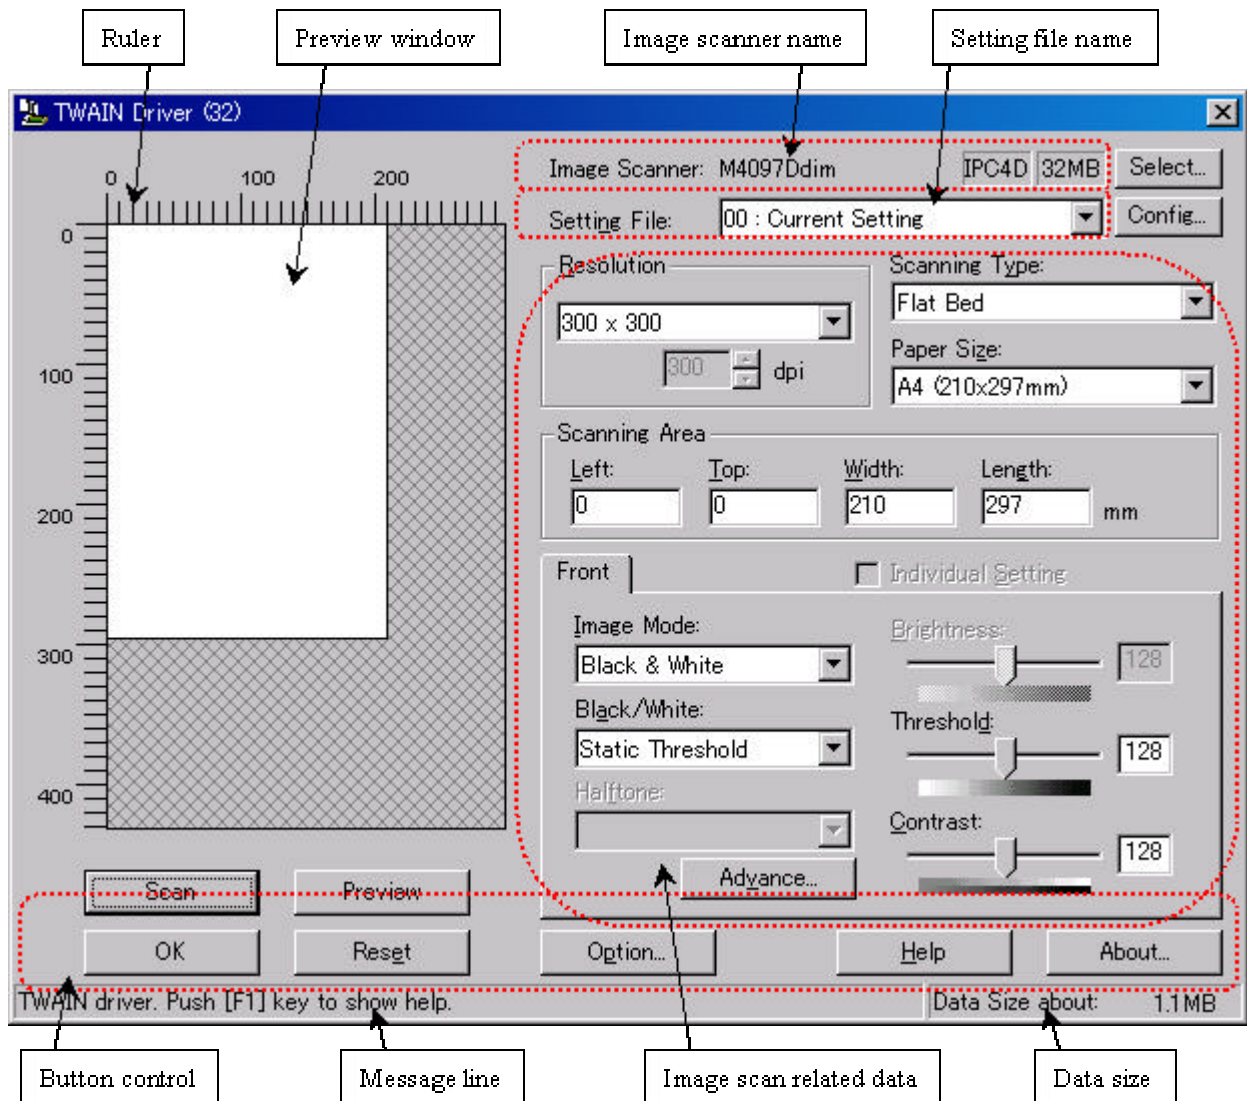 Ruler
Preview window
Image scanner name
Setting file name
TWAIN Driver (32)
Image Scanner: M4097Ddim IPC4D 32MB Select...
Setting File: 00 : Current Setting Config...
0 100 200
0
100
200
300
400
Resolution
300 x 300
300 dpi
Scanning Type:
Flat Bed
Paper Size:
A4 (210x297mm)
Scanning Area
Left: Top: Width: Length:
0 0 210 297 mm
Front Individual Setting
Image Mode:
Black & White
Black/White:
Static Threshold
Halftone:
Advance...
Brightness:
128
Threshold:
128
Contrast:
128
Scan Preview
OK Reset Option... Help About...
TWAIN driver. Push [F1] key to show help. Data Size about: 1.1MB
Button control
Message line
Image scan related data
Data size